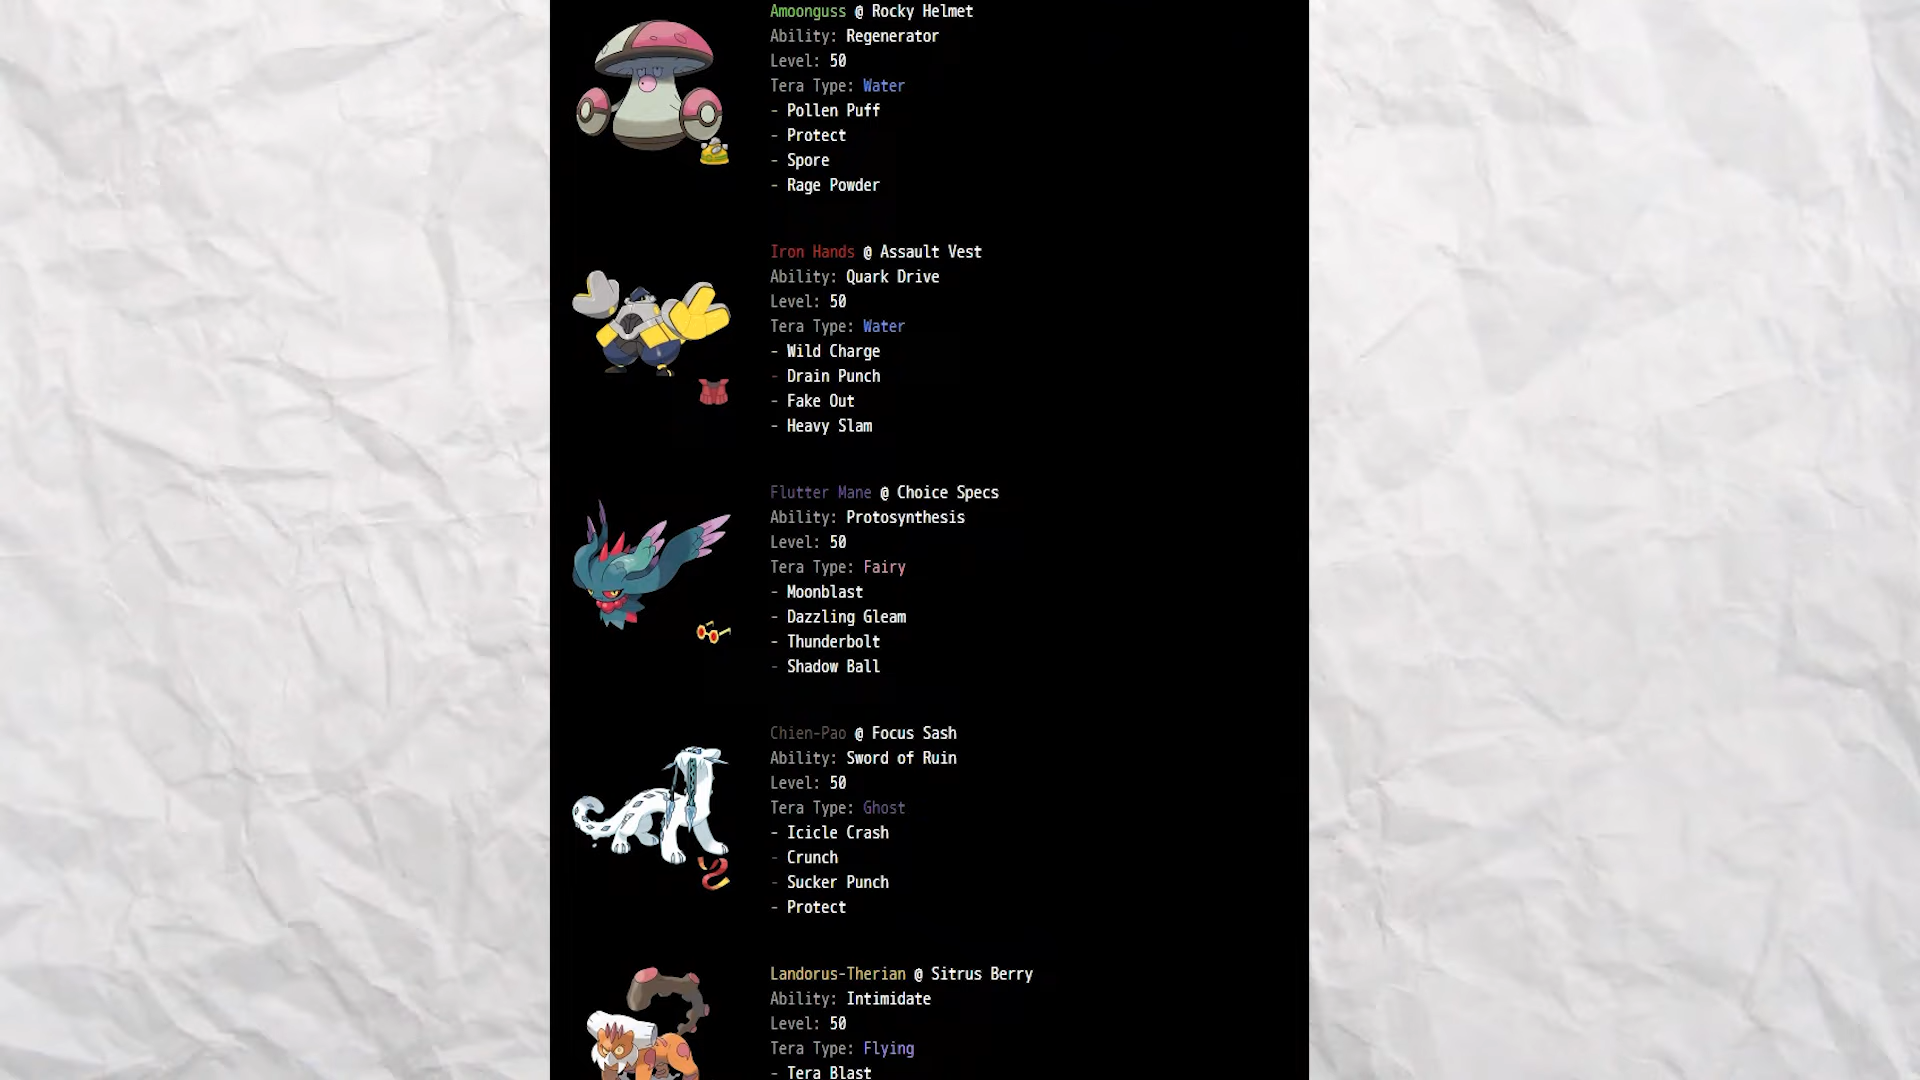 Amoonguss @ Rocky Helmet
Ability: Regenerator
Level: 50
Tera Type: Water
- Pollen Puff
- Protect
- Spore
- Rage Powder
Iron Hands @ Assault Vest
Ability: Quark Drive
Level: 50
Tera Type: Water
- Wild Charge
- Drain Punch
- Fake Out
- Heavy Slam
Flutter Mane @ Choice Specs
Ability: Protosynthesis
Level: 50
Tera Type: Fairy
- Moonblast
- Dazzling Gleam
- Thunderbolt
- Shadow Ball
Chien-Pao @ Focus Sash
Ability: Sword of Ruin
Level: 50
Tera Type: Ghost
- Icicle Crash
- Crunch
- Sucker Punch
- Protect
Landorus-Therian @ Sitrus Berry
Ability: Intimidate
Level: 50
Tera Type: Flying
- Tera Blast